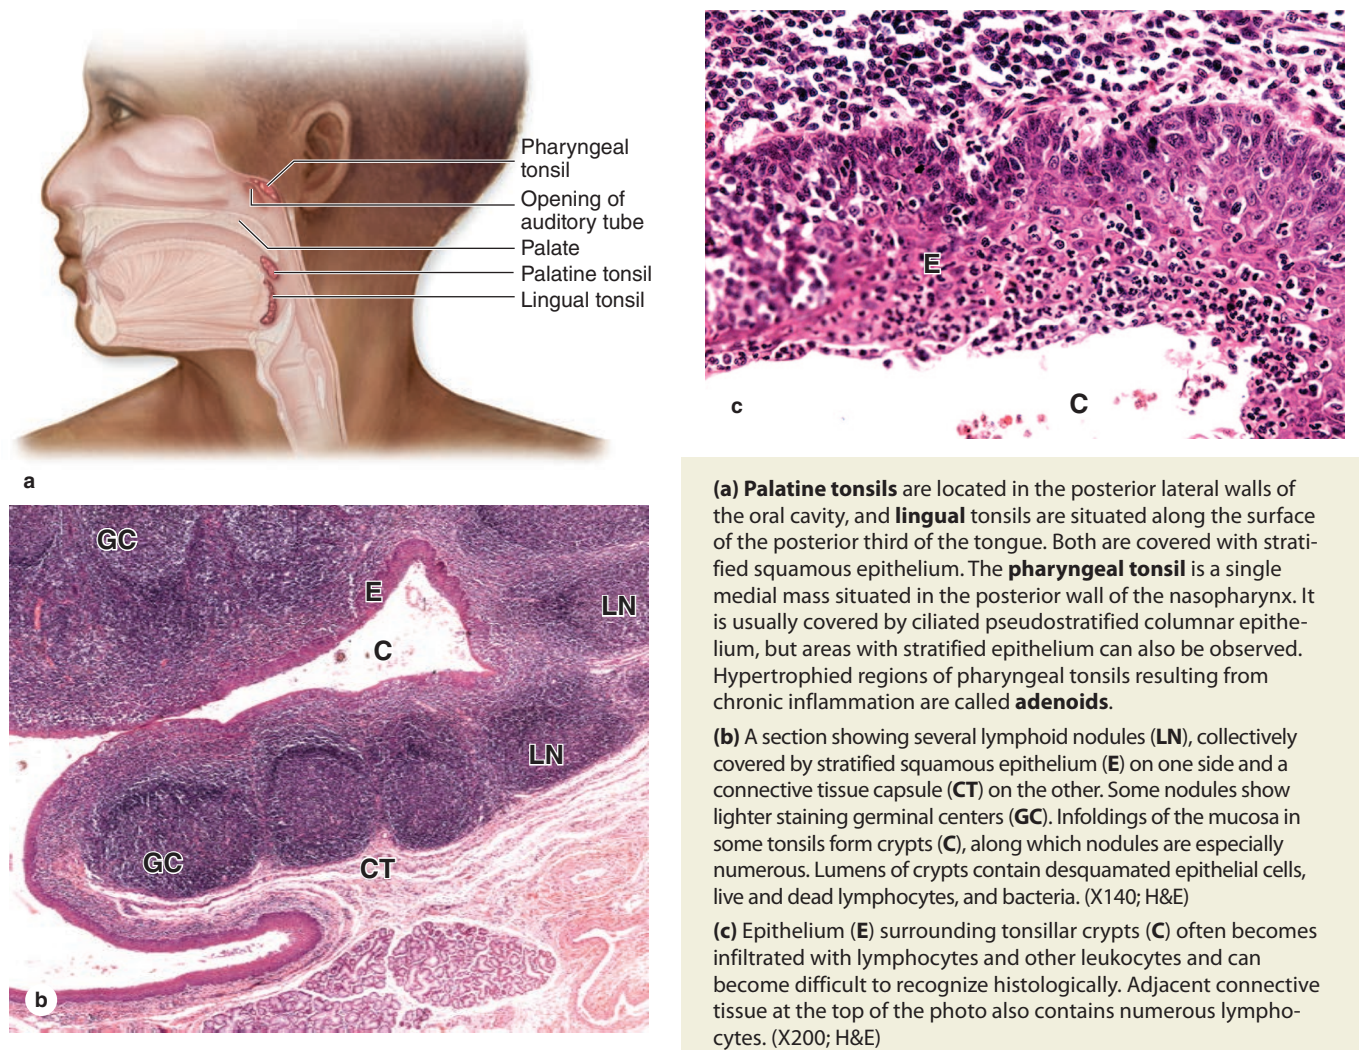 Pharyngeal
tonsil
Opening of
auditory tube
Palate
Palatine tonsil
Lingual tonsil
a
E
C
c
GC
E
LN
C
LN
GC
CT
b
(a) Palatine tonsils are located in the posterior lateral walls of
the oral cavity, and lingual tonsils are situated along the surface
of the posterior third of the tongue. Both are covered with strati-
fied squamous epithelium. The pharyngeal tonsil is a single
medial mass situated in the posterior wall of the nasopharynx. It
is usually covered by ciliated pseudostratified columnar epithe-
lium, but areas with stratified epithelium can also be observed.
Hypertrophied regions of pharyngeal tonsils resulting from
chronic inflammation are called adenoids.
(b) A section showing several lymphoid nodules (LN), collectively
covered by stratified squamous epithelium (E) on one side and a
connective tissue capsule (CT) on the other. Some nodules show
lighter staining germinal centers (GC). Infoldings of the mucosa in
some tonsils form crypts (C), along which nodules are especially
numerous. Lumens of crypts contain desquamated epithelial cells,
live and dead lymphocytes, and bacteria. (X140; H&E)
(c) Epithelium (E) surrounding tonsillar crypts (C) often becomes
infiltrated with lymphocytes and other leukocytes and can
become difficult to recognize histologically. Adjacent connective
tissue at the top of the photo also contains numerous lympho-
cytes. (X200; H&E)